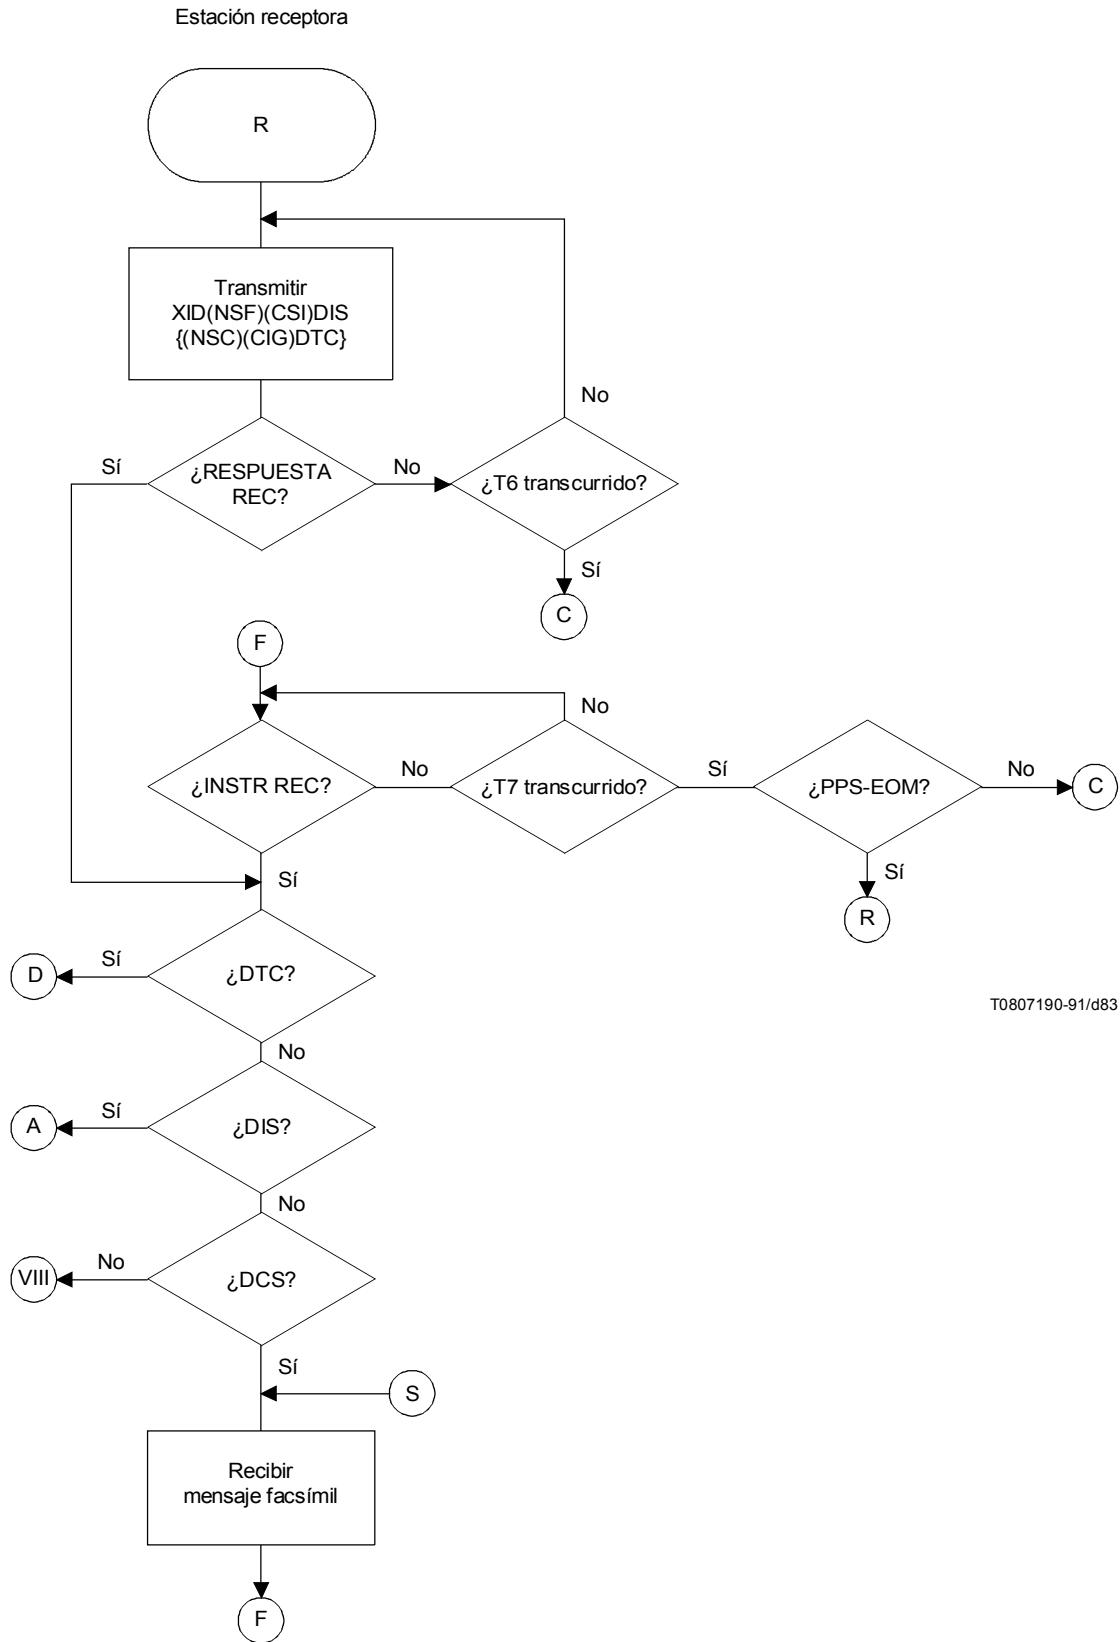 Estación receptora
R
Transmitir
XID(NSF)(CSI)DIS
{(NSC)(CIG)DTC}
No
Sí
¿RESPUESTA
REC?
No
¿T6 transcurrido?
Sí
C
F
No
¿INSTR REC?
No
¿T7 transcurrido?
Sí
¿PPS-EOM?
No
C
Sí
Sí
R
D
Sí
¿DTC?
T0807190-91/d83
No
A
Sí
¿DIS?
No
VIII
No
¿DCS?
Sí
S
Recibir
mensaje facsímil
F